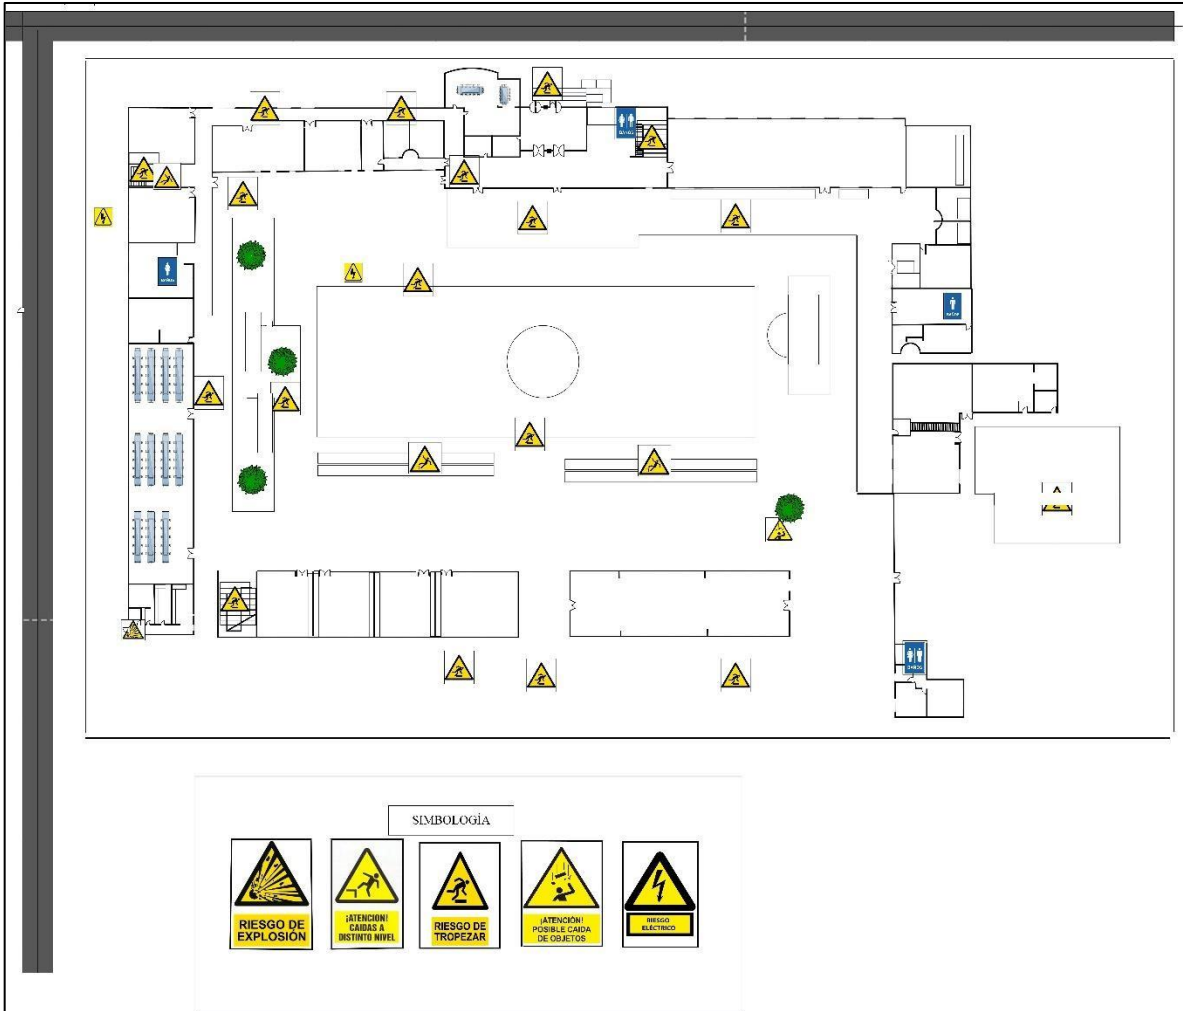 SIMBOLOGÍA
RIESGO DE
EXPLOSIÓN
¡ATENCION!
CAIDAS A
DISTINTO NIVEL
RIESGO DE
TROPEZAR
¡ATENCIÓN!
POSIBLE CAIDA
DE OBJETOS
RIESGO
ELÉCTRICO